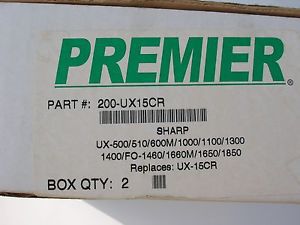 PREMIER®
PART #: 200-UX15CR
SHARP
UX-500/510/600M/1000/1100/1300
1400/FO-1460/1660M/1650/1850
Replaces: UX-15CR
BOX QTY: 2